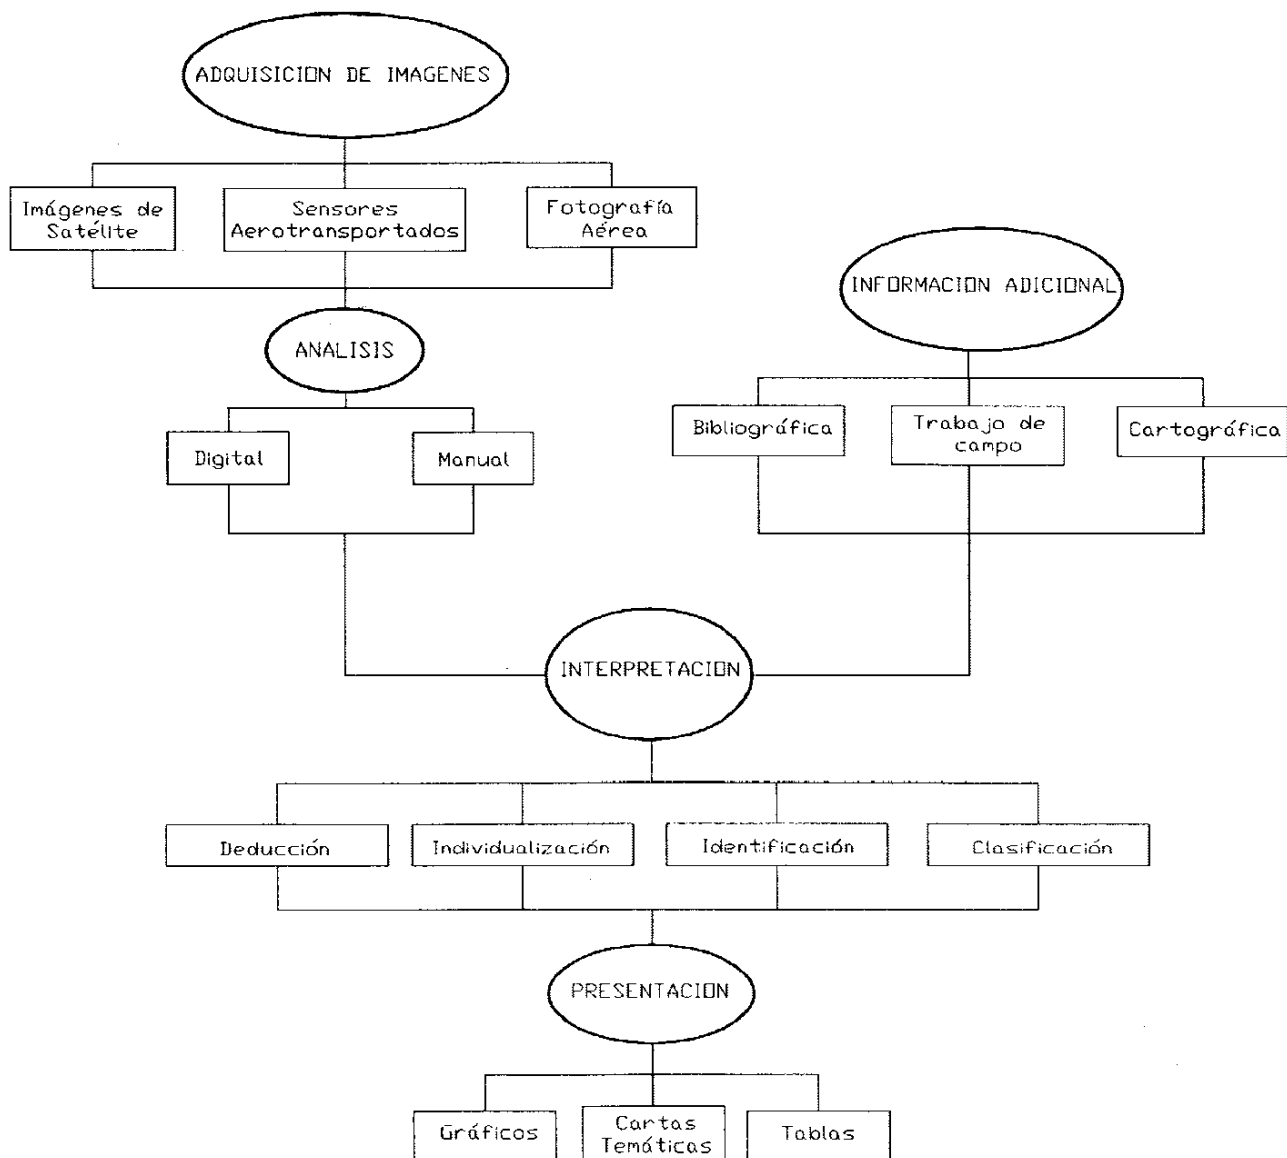 ADQUISICION DE IMAGENES
Imágenes de
Satélite
Sensores
Aerotransportados
Fotografía
Aérea
INFORMACION ADICIONAL
ANALISIS
Bibliográfica
Trabajo de
campo
Cartográfica
Digital
Manual
INTERPRETACION
Deducción
Individualización
Identificación
Clasificación
PRESENTACION
Gráficos
Cartas
Temáticas
Tablas